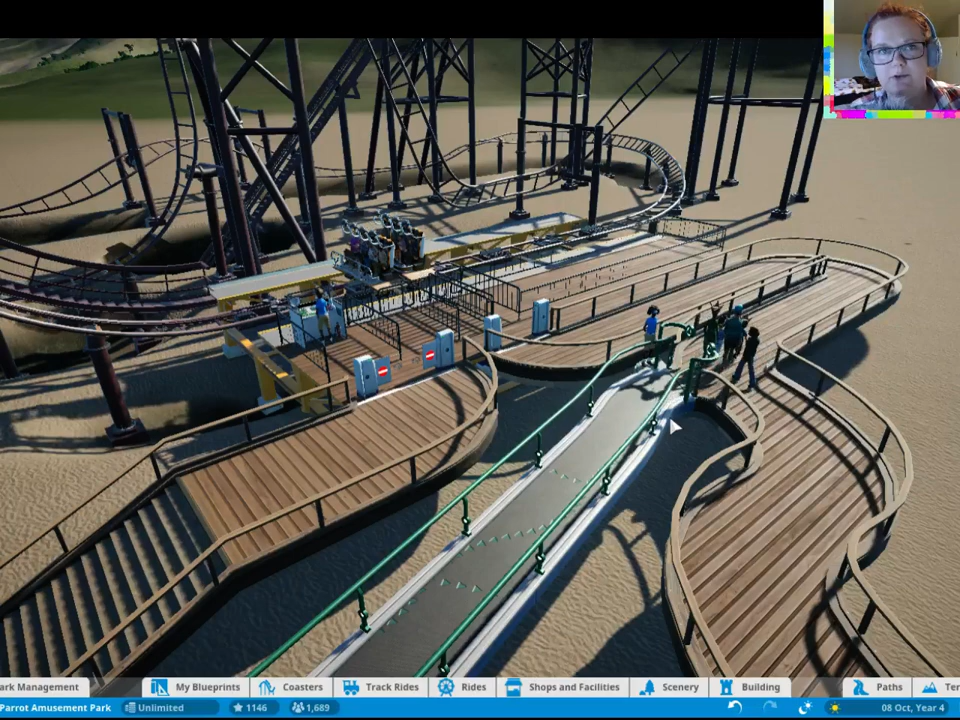 ark Management
My Blueprints
Coasters
Track Rides
Rides
Shops and Facilities
Scenery
Building
Paths
Ter
Parrot Amusement Park
Unlimited
1146
1,689
08 Oct, Year 4